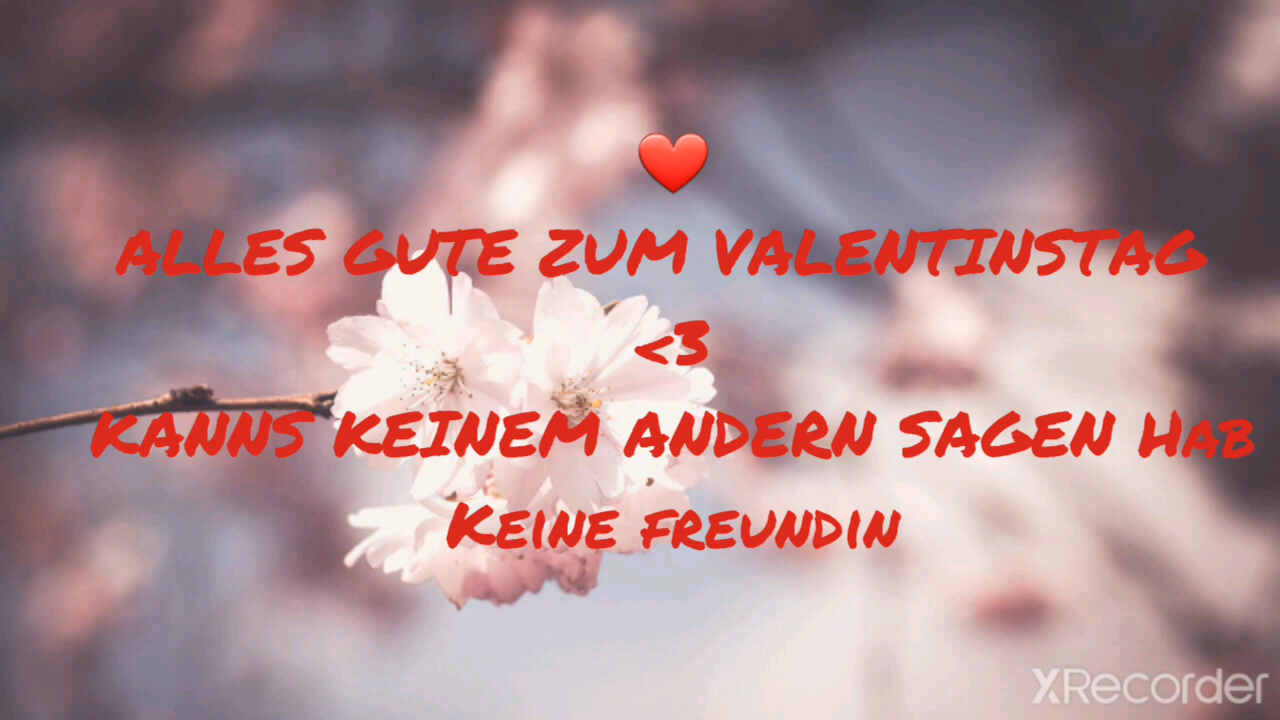 ❤
ALLES GUTE ZUM VALENTINSTAG
<3
KANNS KEINEM ANDERN SAGEN HAB
KEINE FREUNDIN
XRecorder